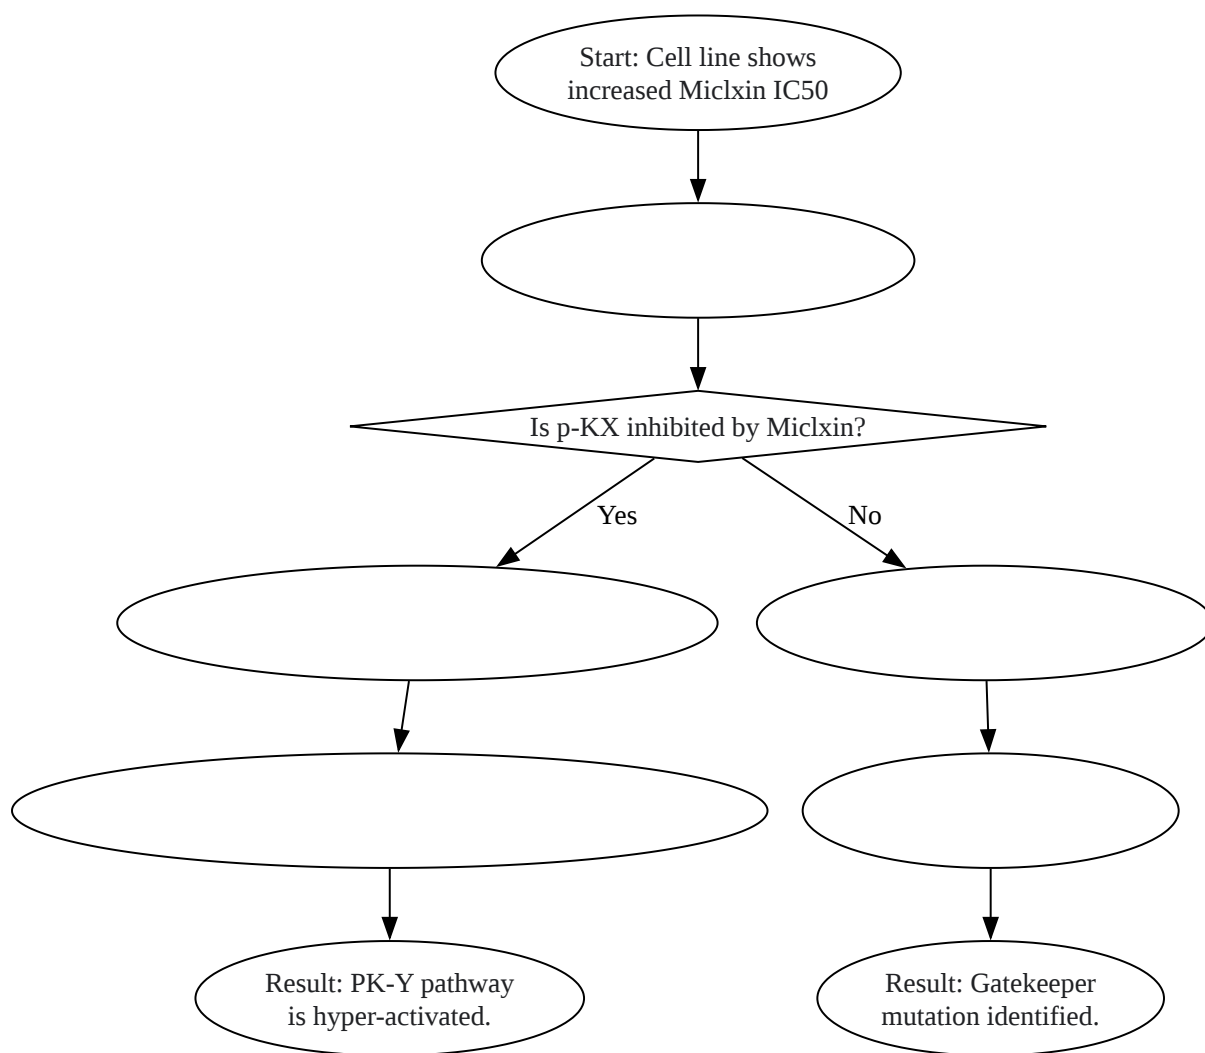 Start: Cell line shows
increased Miclxin IC50
Is p-KX inhibited by Miclxin?
Yes
No
Result: PK-Y pathway
is hyper-activated.
Result: Gatekeeper
mutation identified.